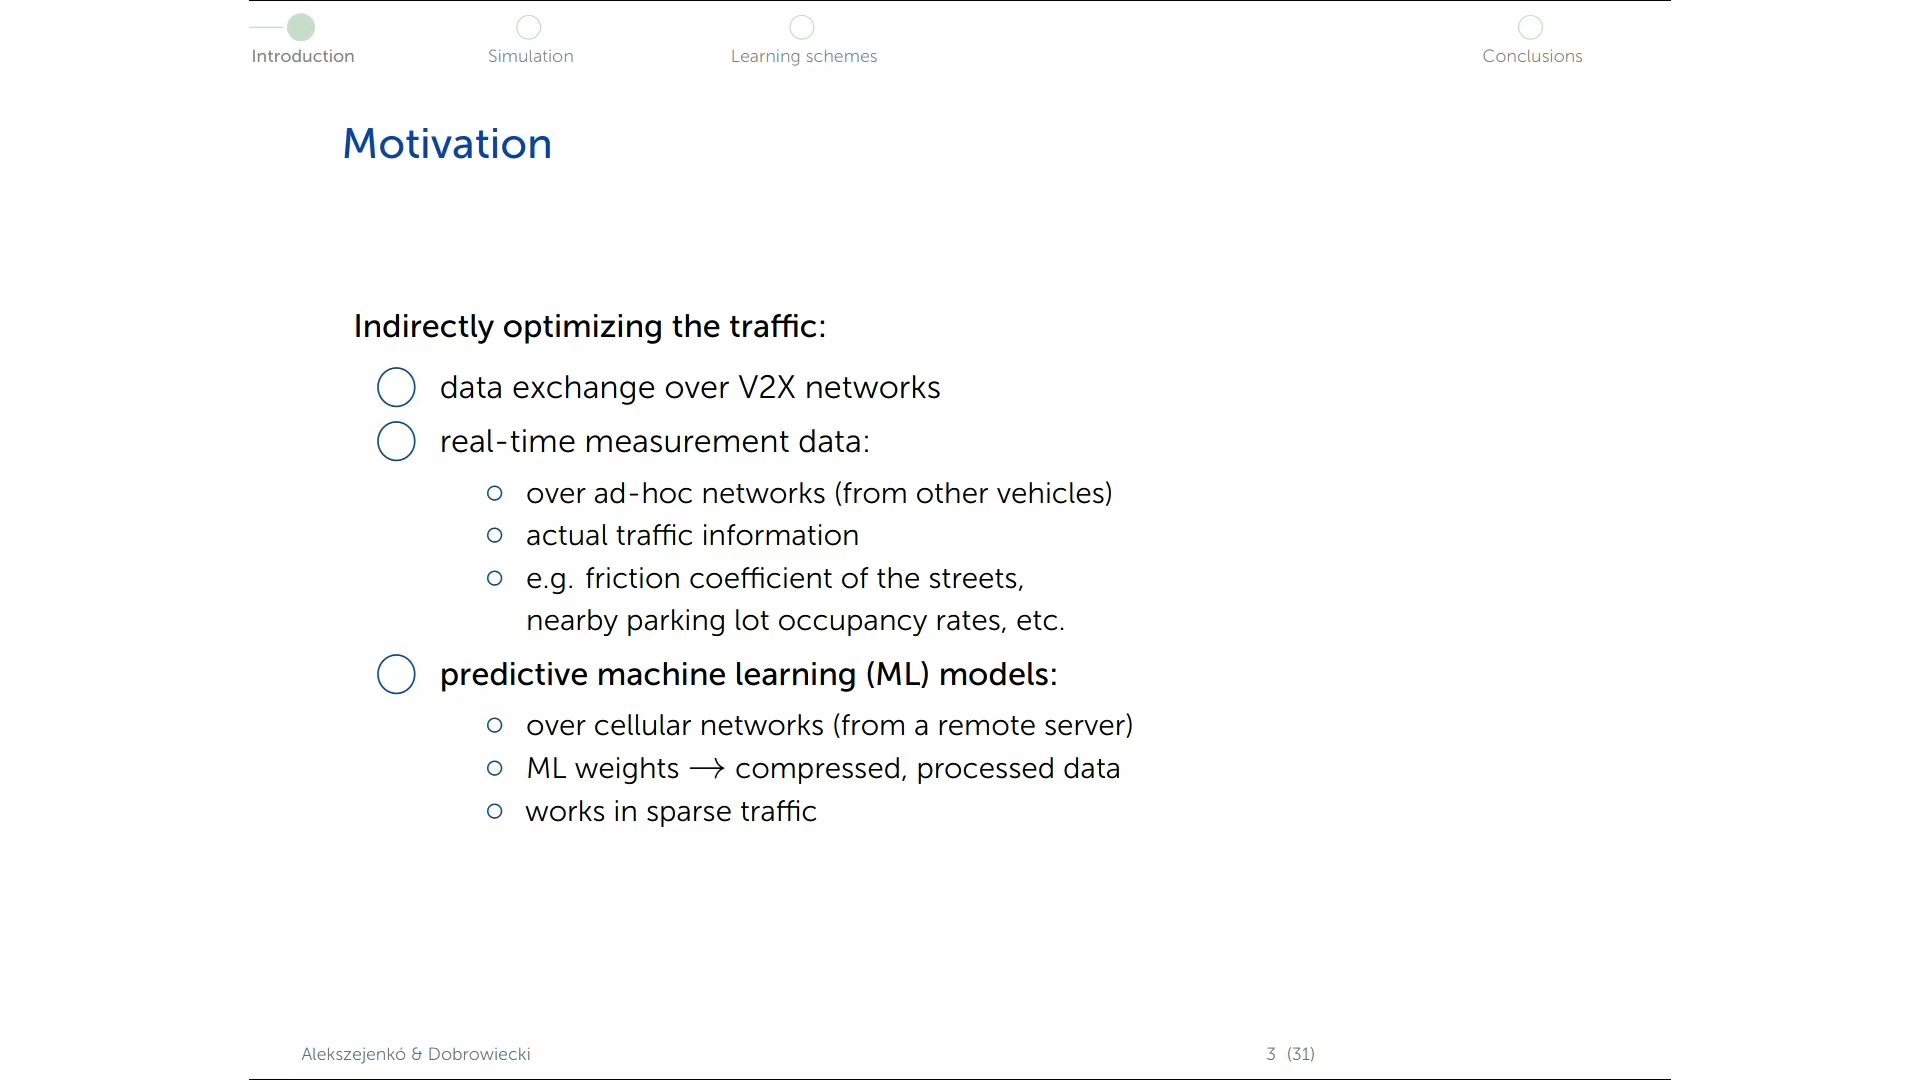 Introduction
Simulation
Learning schemes
Conclusions
Motivation
Indirectly optimizing the traffic:
data exchange over V2X networks
real-time measurement data:
over ad-hoc networks (from other vehicles)
actual traffic information
e.g. friction coefficient of the streets,
nearby parking lot occupancy rates, etc.
predictive machine learning (ML) models:
over cellular networks (from a remote server)
ML weights → compressed, processed data
works in sparse traffic
Alekszejenkó & Dobrowiecki
3 (31)